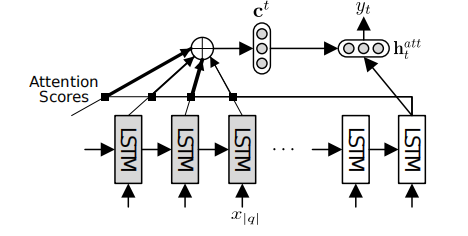 c^t
y_t
h_t^{att}
Attention
Scores
LSTM
LSTM
LSTM
...
LSTM
LSTM
x_{|q|}